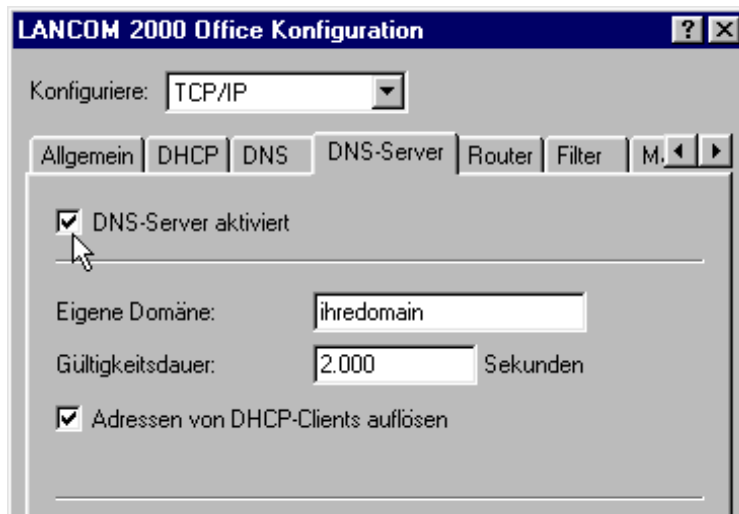 LANCOM 2000 Office Konfiguration
Konfiguriere: TCP/IP
Allgemein DHCP DNS DNS-Server Router Filter
DNS-Server aktiviert
Eigene Domäne: ihredomain
Gültigkeitsdauer: 2.000 Sekunden
Adressen von DHCP-Clients auflösen